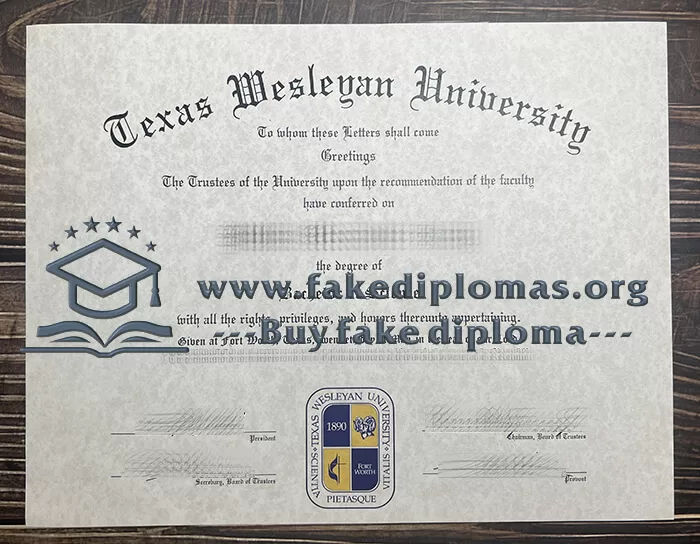 Texas Wesleyan University
To whom these Letters shall come
Greetings
The Trustees of the University upon the recommendation of the faculty
have conferred on
the degree of
www.fakediplomas.org
with all the rights, privileges, and honors thereunto appertaining.
---Buy fake diploma---
Given at Fort
President
Chairman, Board of Trustees
Secretary, Board of Trustees
Provost
TEXAS WESLEYAN UNIVERSITY
SCIENTIA VITALIS
1890
FORT
WORTH
PIETASQUE